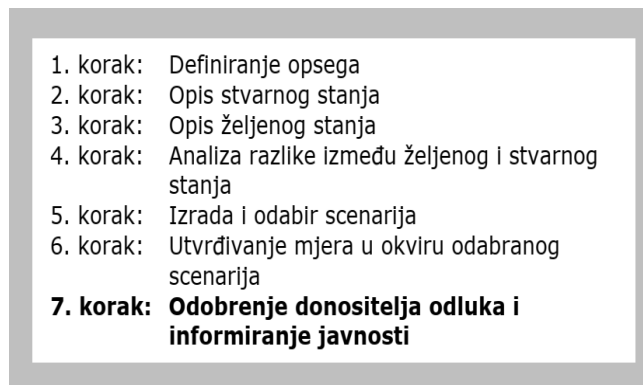 1. korak: Definiranje opsega
2. korak: Opis stvarnog stanja
3. korak: Opis željenog stanja
4. korak: Analiza razlike između željenog i stvarnog
stanja
5. korak: Izrada i odabir scenarija
6. korak: Utvrđivanje mjera u okviru odabranog
scenarija
7. korak: Odobrenje donositelja odluka i
informiranje javnosti